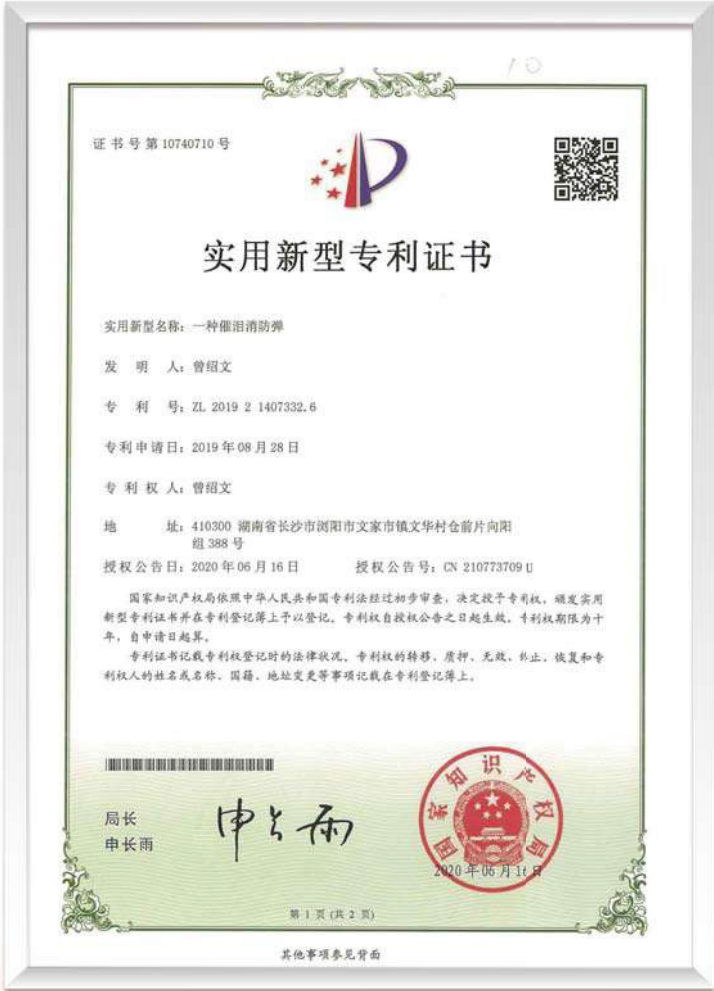 10
证书号第10740710号
实用新型专利证书
实用新型名称：一种催泪消防弹
发 明 人：曾绍文
专 利 号：ZL 2019 2 1407332.6
专利申请日：2019年08月28日
专 利 权 人：曾绍文
地 址：410300 湖南省长沙市浏阳市文家市镇文华村仓前片向阳
组388号
授权公告日：2020年06月16日 授权公告号：CN 210773709 U
国家知识产权局依照中华人民共和国专利法经过初步审查，决定授予专利权，颁发实用
新型专利证书并在专利登记簿上予以登记。专利权自授权公告之日起生效。专利权期限为十
年，自申请日起算。
专利证书记载专利权登记时的法律状况。专利权的转移、质押、无效、终止、恢复和专
利权人的姓名或名称、国籍、地址变更等事项记载在专利登记簿上。
局长
申长雨
申长雨
国家知识产权局
2020年06月16日
第 1 页 (共 2 页)
其他事项参见背面